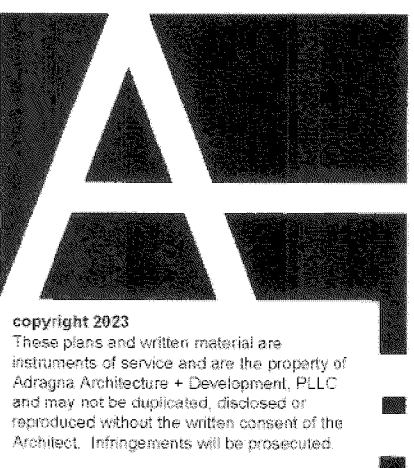 A
copyright 2023
These plans and written material are
instruments of service and are the property of
Adragna Architecture + Development, PLLC
and may not be duplicated, disclosed or
reproduced without the written consent of the
Architect. Infringements will be prosecuted.